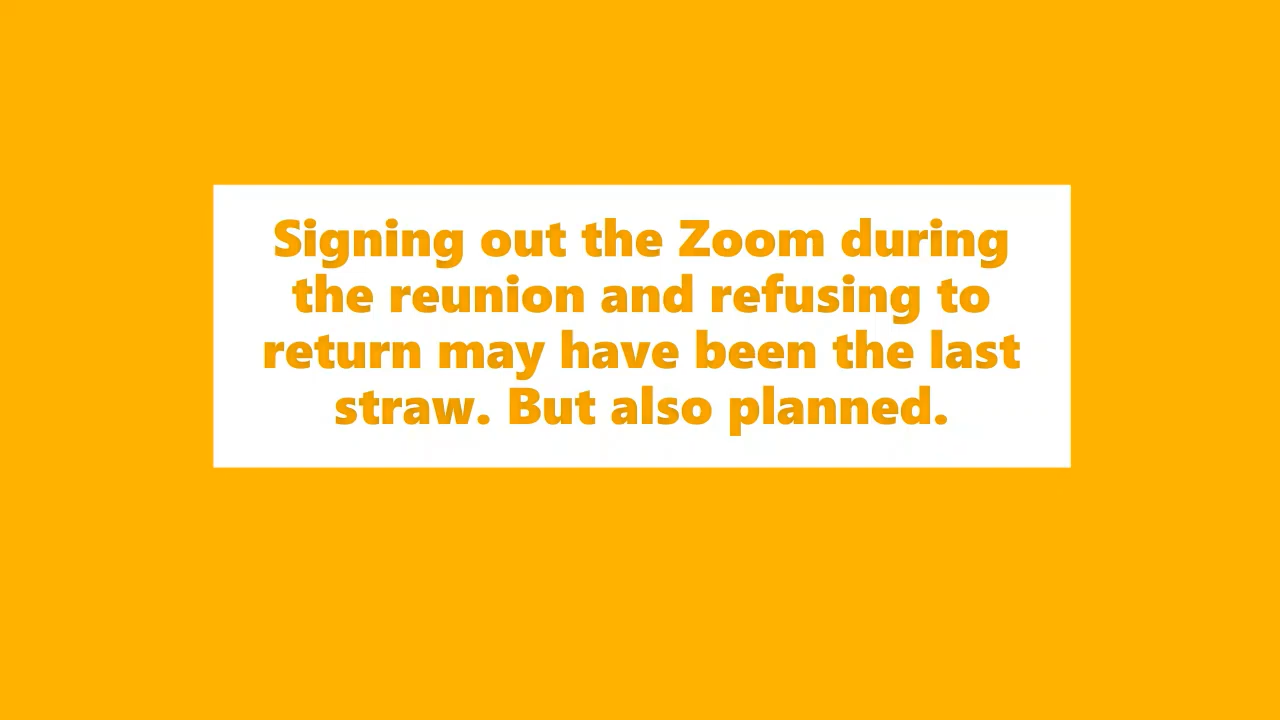 Signing out the Zoom during
the reunion and refusing to
return may have been the last
straw. But also planned.